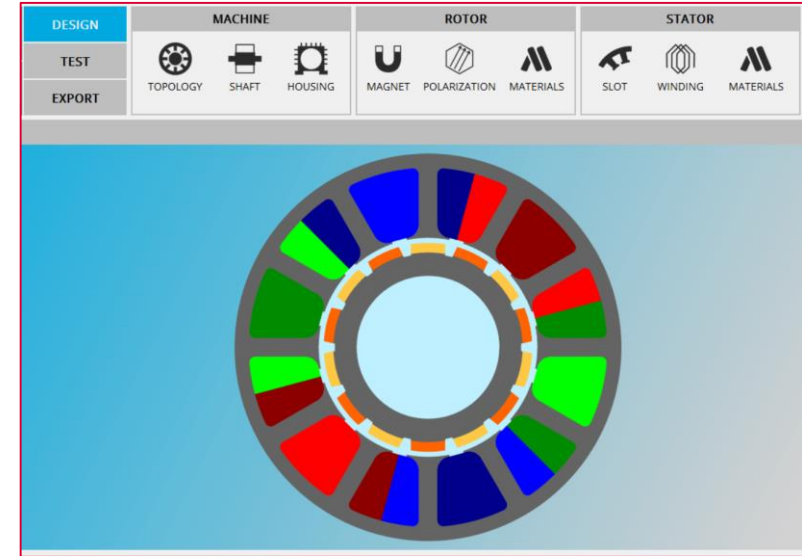 DESIGN
TEST
EXPORT
MACHINE
TOPOLOGY SHAFT HOUSING
ROTOR
MAGNET POLARIZATION MATERIALS
STATOR
SLOT WINDING MATERIALS